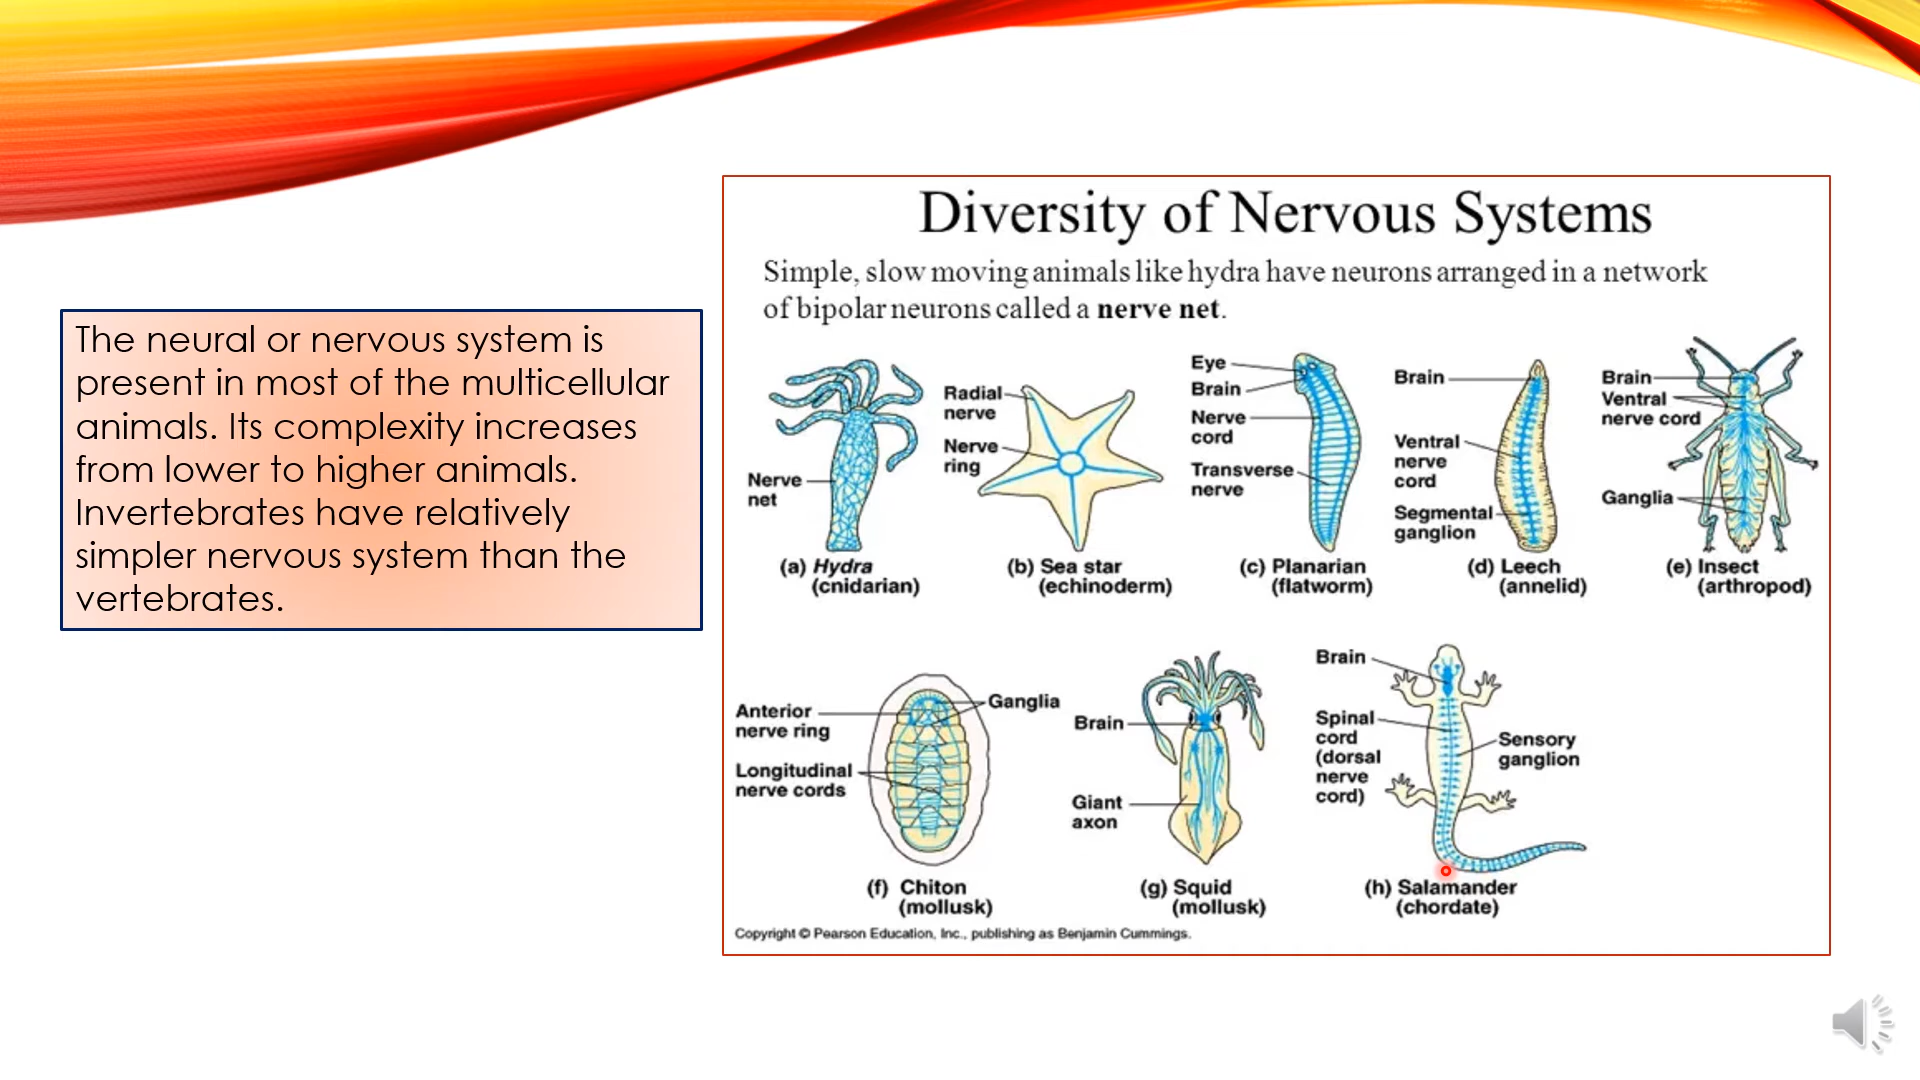 The neural or nervous system is
present in most of the multicellular
animals. Its complexity increases
from lower to higher animals.
Invertebrates have relatively
simpler nervous system than the
vertebrates.
Diversity of Nervous Systems
Simple, slow moving animals like hydra have neurons arranged in a network
of bipolar neurons called a nerve net.
Nerve
net
(a) Hydra
(cnidarian)
Radial
nerve
Nerve
ring
(b) Sea star
(echinoderm)
Eye
Brain
Nerve
cord
Transverse
nerve
(c) Planarian
(flatworm)
Brain
Ventral
nerve
cord
Segmental
ganglion
(d) Leech
(annelid)
Brain
Ventral
nerve cord
Ganglia
(e) Insect
(arthropod)
Anterior
nerve ring
Longitudinal
nerve cords
Ganglia
(f) Chiton
(mollusk)
Brain
Giant
axon
(g) Squid
(mollusk)
Brain
Spinal
cord
(dorsal
nerve
cord)
Sensory
ganglion
(h) Salamander
(chordate)
Copyright © Pearson Education, Inc., publishing as Benjamin Cummings.